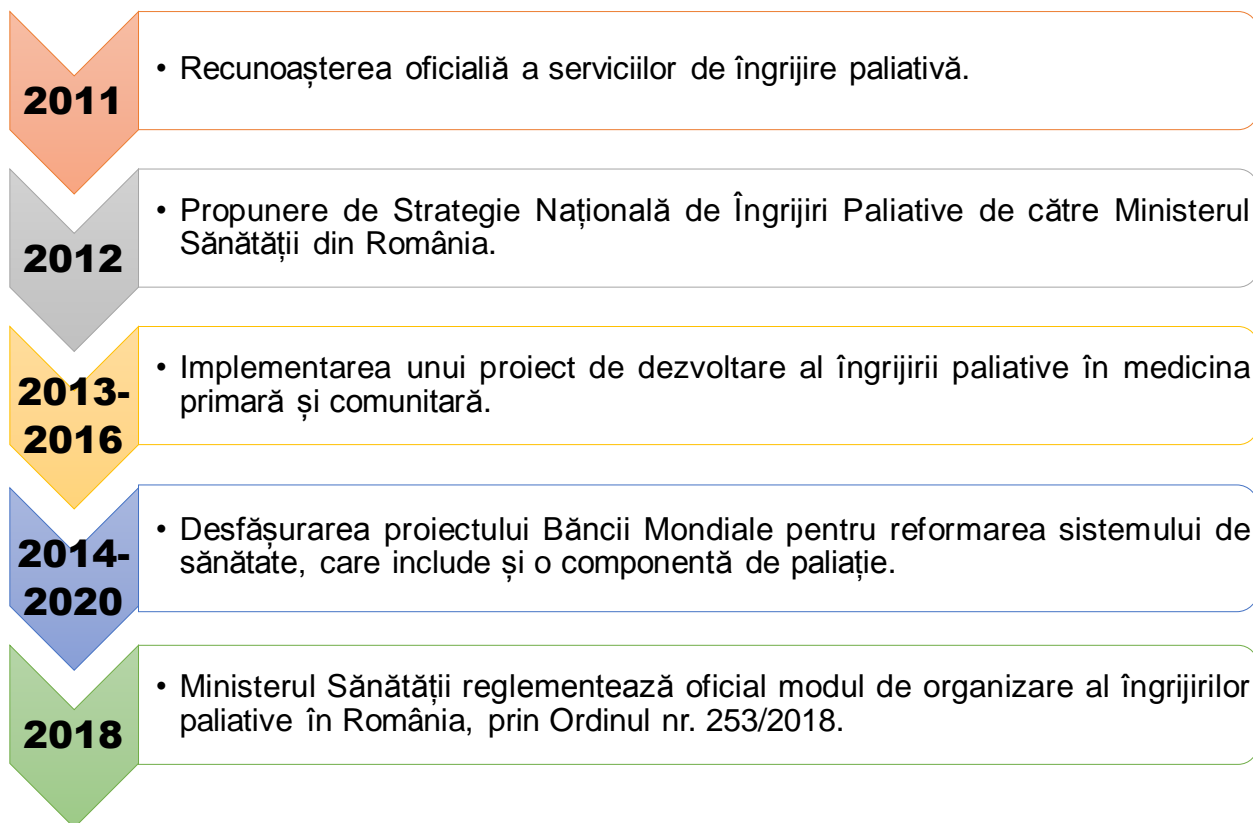 2011
• Recunoașterea oficială a serviciilor de îngrijire paliativă.
2012
• Propunere de Strategie Națională de Îngrijiri Paliative de către Ministerul
Sănătății din România.
2013-
2016
• Implementarea unui proiect de dezvoltare al îngrijirii paliative în medicina
primară și comunitară.
2014-
2020
• Desfășurarea proiectului Băncii Mondiale pentru reformarea sistemului de
sănătate, care include și o componentă de paliație.
2018
• Ministerul Sănătății reglementează oficial modul de organizare al îngrijirilor
paliative în România, prin Ordinul nr. 253/2018.